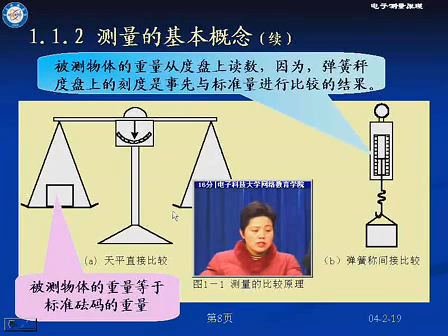 电子测量原理
1.1.2 测量的基本概念(续)
被测物体的重量从度盘上读数，因为，弹簧秤
度盘上的刻度是事先与标准量进行比较的结果。
16分|电子科技大学网络教育学院
(a) 天平直接比较
(b) 弹簧称间接比较
图1-1 测量的比较原理
被测物体的重量等于
标准砝码的重量
第8页
04-2-19